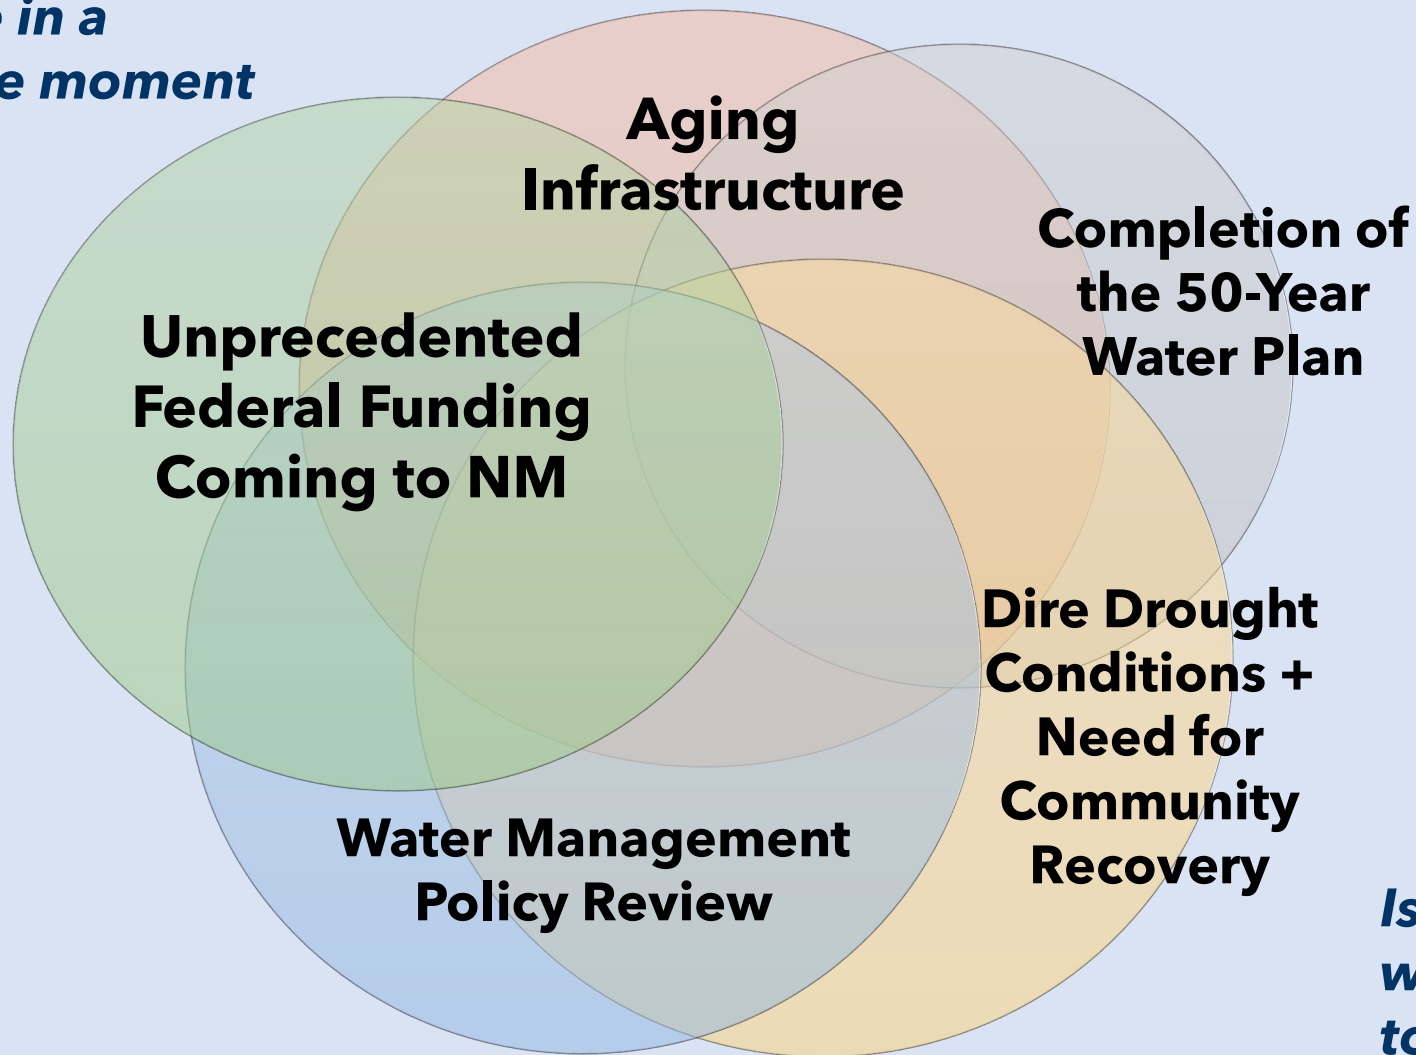 in a
moment
Aging
Infrastructure
Completion of
the 50-Year
Water Plan
Unprecedented
Federal Funding
Coming to NM
Dire Drought
Conditions +
Need for
Community
Recovery
Water Management
Policy Review
Is